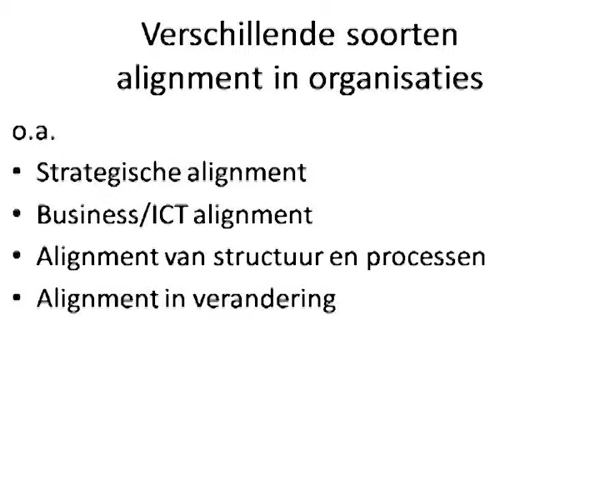 Verschillende soorten
alignment in organisaties
o.a.
• Strategische alignment
• Business/ICT alignment
• Alignment van structuur en processen
• Alignment in verandering